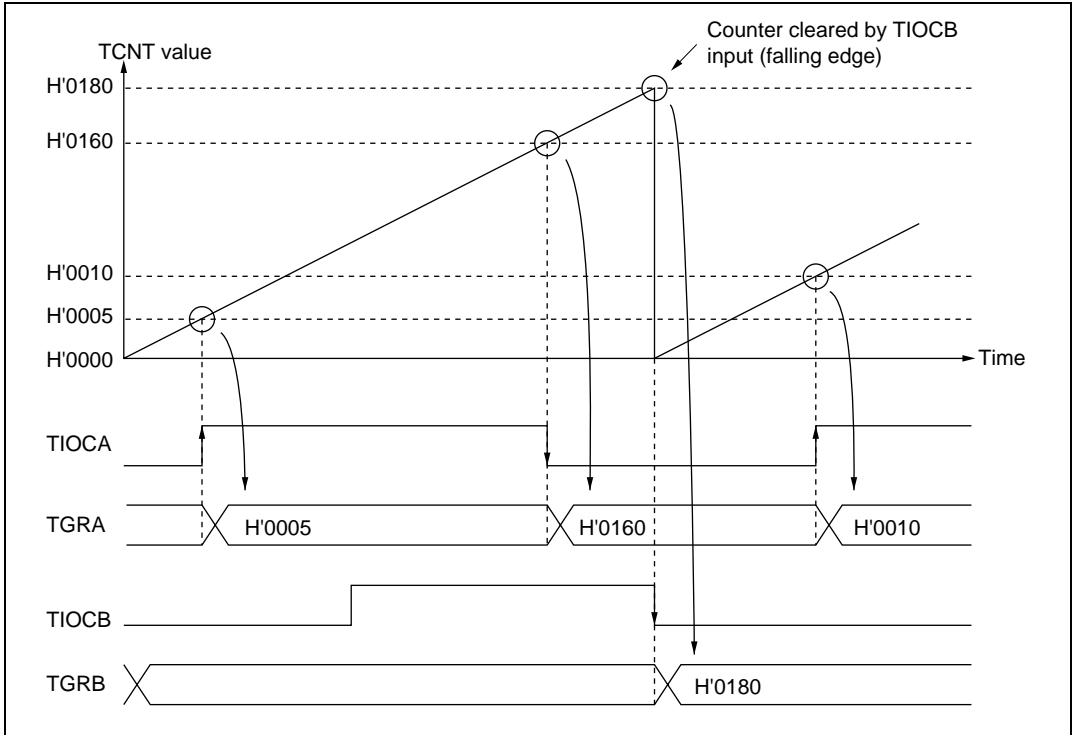 Counter cleared by TIOCB
input (falling edge)
TCNT value
H'0180
H'0160
H'0010
H'0005
H'0000
Time
TIOCA
TGRA
H'0005
H'0160
H'0010
TIOCB
TGRB
H'0180